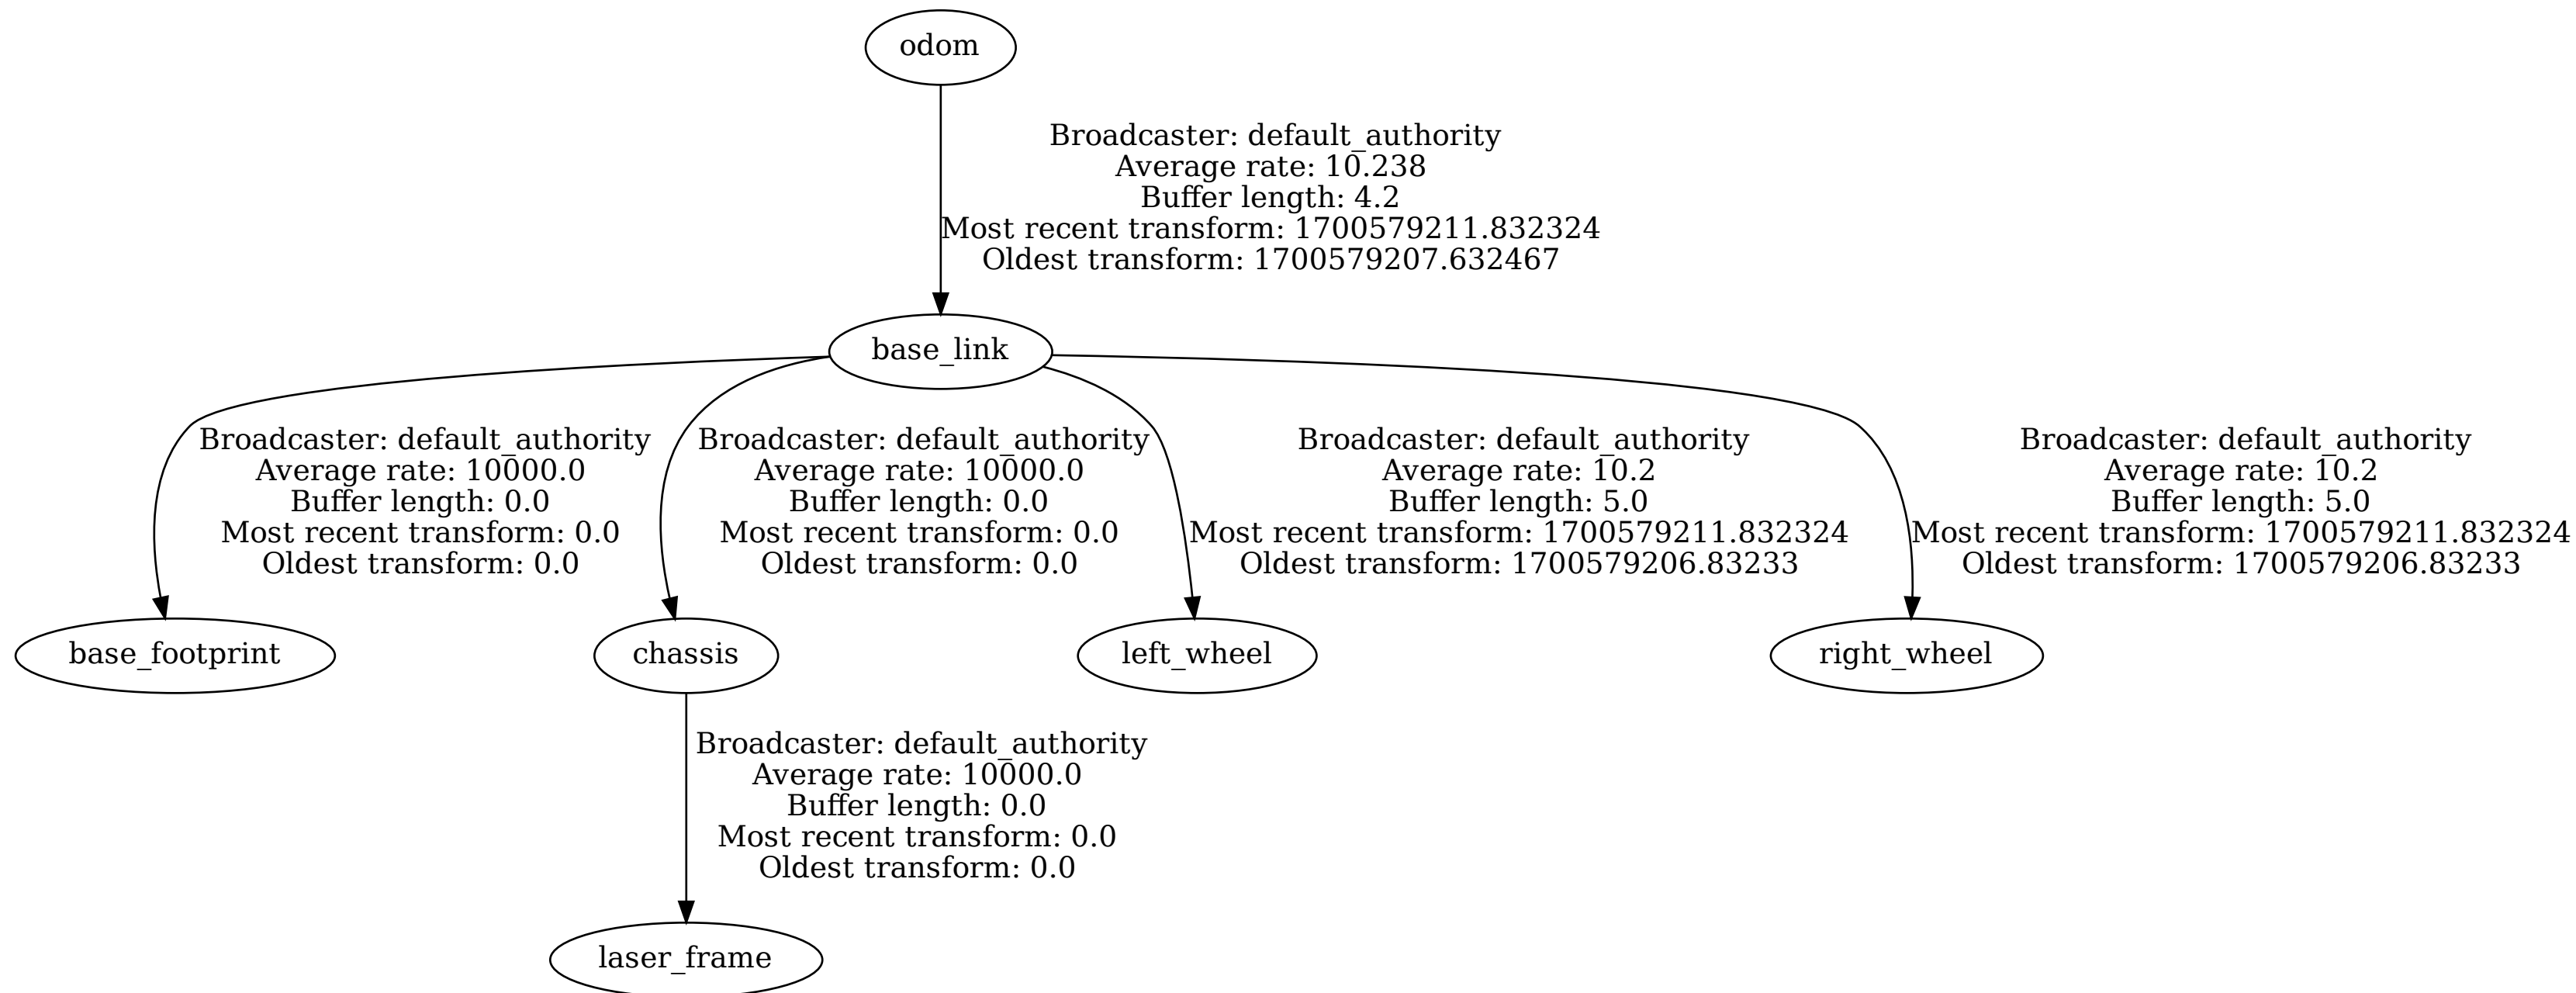 odom
Broadcaster: default_authority
Average rate: 10.238
Buffer length: 4.2
Most recent transform: 1700579211.832324
Oldest transform: 1700579207.632467
base_link
Broadcaster: default_authority
Average rate: 10000.0
Buffer length: 0.0
Most recent transform: 0.0
Oldest transform: 0.0
Broadcaster: default_authority
Average rate: 10000.0
Buffer length: 0.0
Most recent transform: 0.0
Oldest transform: 0.0
Broadcaster: default_authority
Average rate: 10.2
Buffer length: 5.0
Most recent transform: 1700579211.832324
Oldest transform: 1700579206.83233
Broadcaster: default_authority
Average rate: 10.2
Buffer length: 5.0
Most recent transform: 1700579211.832324
Oldest transform: 1700579206.83233
base_footprint
chassis
left_wheel
right_wheel
Broadcaster: default_authority
Average rate: 10000.0
Buffer length: 0.0
Most recent transform: 0.0
Oldest transform: 0.0
laser_frame